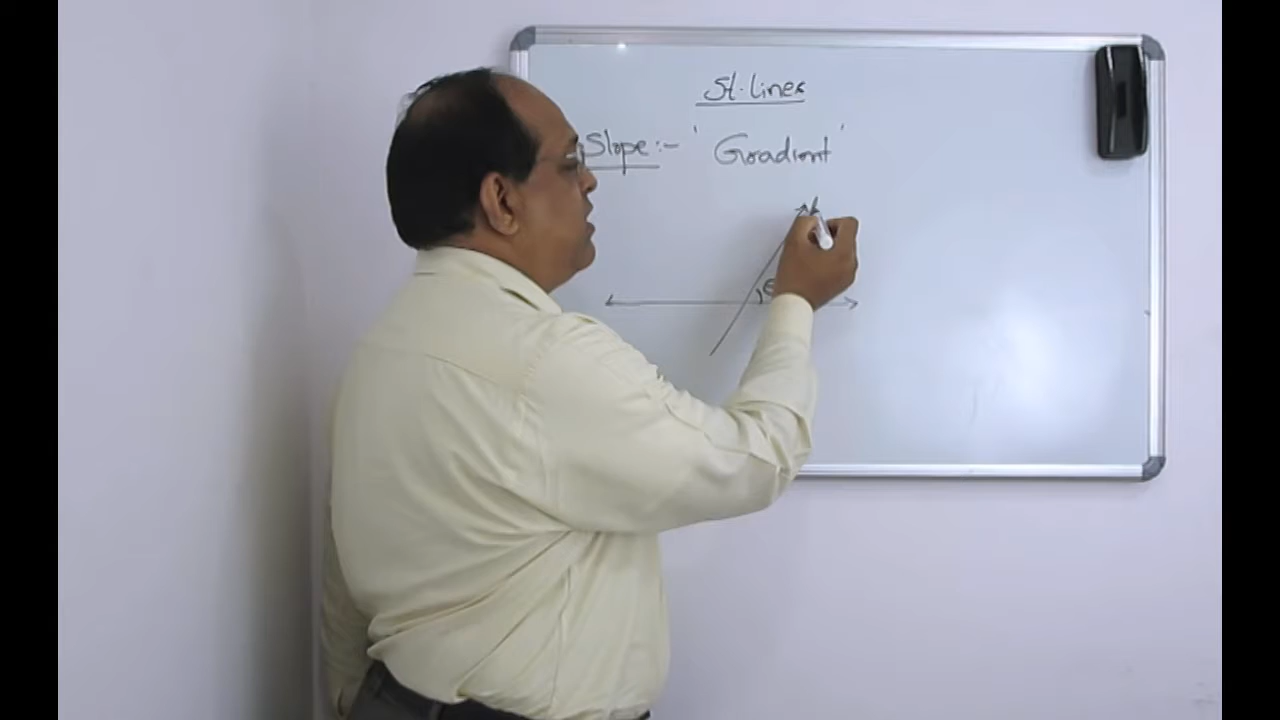 St. Lines
Slope :- ' Gradient '
θ